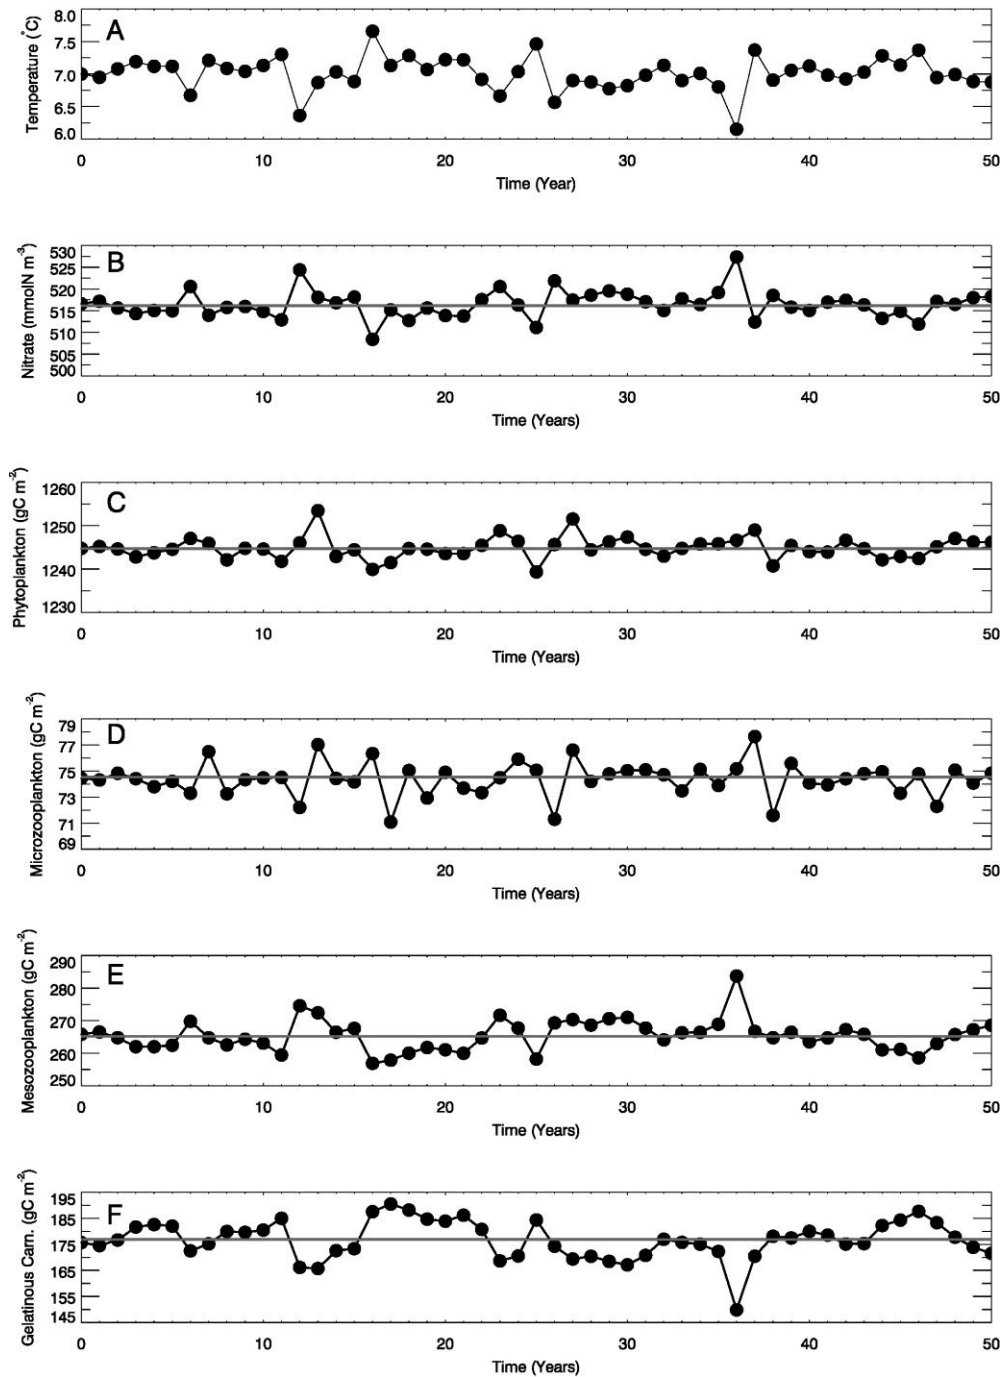 Temperature (°C)
A
8.0
7.5
7.0
6.5
6.0
0 10 20 30 40 50
Time (Year)
Nitrate (mmolN m-3)
B
530
525
520
515
510
505
500
0 10 20 30 40 50
Time (Years)
Phytoplankton (gC m-2)
C
1260
1250
1240
1230
0 10 20 30 40 50
Time (Years)
Microzooplankton (gC m-2)
D
79
77
75
73
71
69
0 10 20 30 40 50
Time (Years)
Mesozooplankton (gC m-2)
E
290
280
270
260
250
0 10 20 30 40 50
Time (Years)
Gelatinous Carn. (gC m-2)
F
195
185
175
165
155
145
0 10 20 30 40 50
Time (Years)